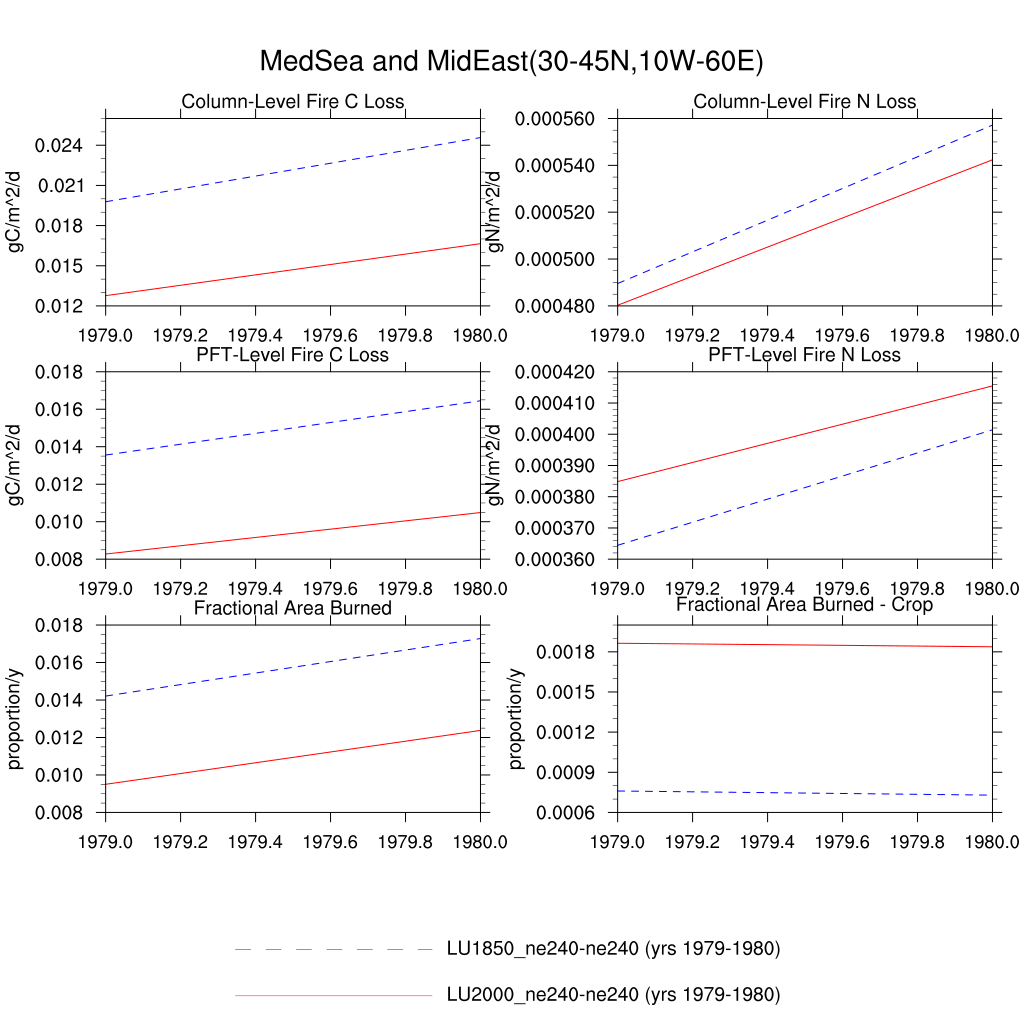 MedSea and MidEast(30-45N,10W-60E)
Column-Level Fire C Loss
gC/m^2/d
0.024
0.021
0.018
0.015
0.012
1979.0 1979.2 1979.4 1979.6 1979.8 1980.0
Column-Level Fire N Loss
gN/m^2/d
0.000560
0.000540
0.000520
0.000500
0.000480
1979.0 1979.2 1979.4 1979.6 1979.8 1980.0
PFT-Level Fire C Loss
gC/m^2/d
0.018
0.016
0.014
0.012
0.010
0.008
1979.0 1979.2 1979.4 1979.6 1979.8 1980.0
PFT-Level Fire N Loss
gN/m^2/d
0.000420
0.000410
0.000400
0.000390
0.000380
0.000370
0.000360
1979.0 1979.2 1979.4 1979.6 1979.8 1980.0
Fractional Area Burned
proportion/y
0.018
0.016
0.014
0.012
0.010
0.008
1979.0 1979.2 1979.4 1979.6 1979.8 1980.0
Fractional Area Burned - Crop
proportion/y
0.0018
0.0015
0.0012
0.0009
0.0006
1979.0 1979.2 1979.4 1979.6 1979.8 1980.0
LU1850_ne240-ne240 (yrs 1979-1980)
LU2000_ne240-ne240 (yrs 1979-1980)